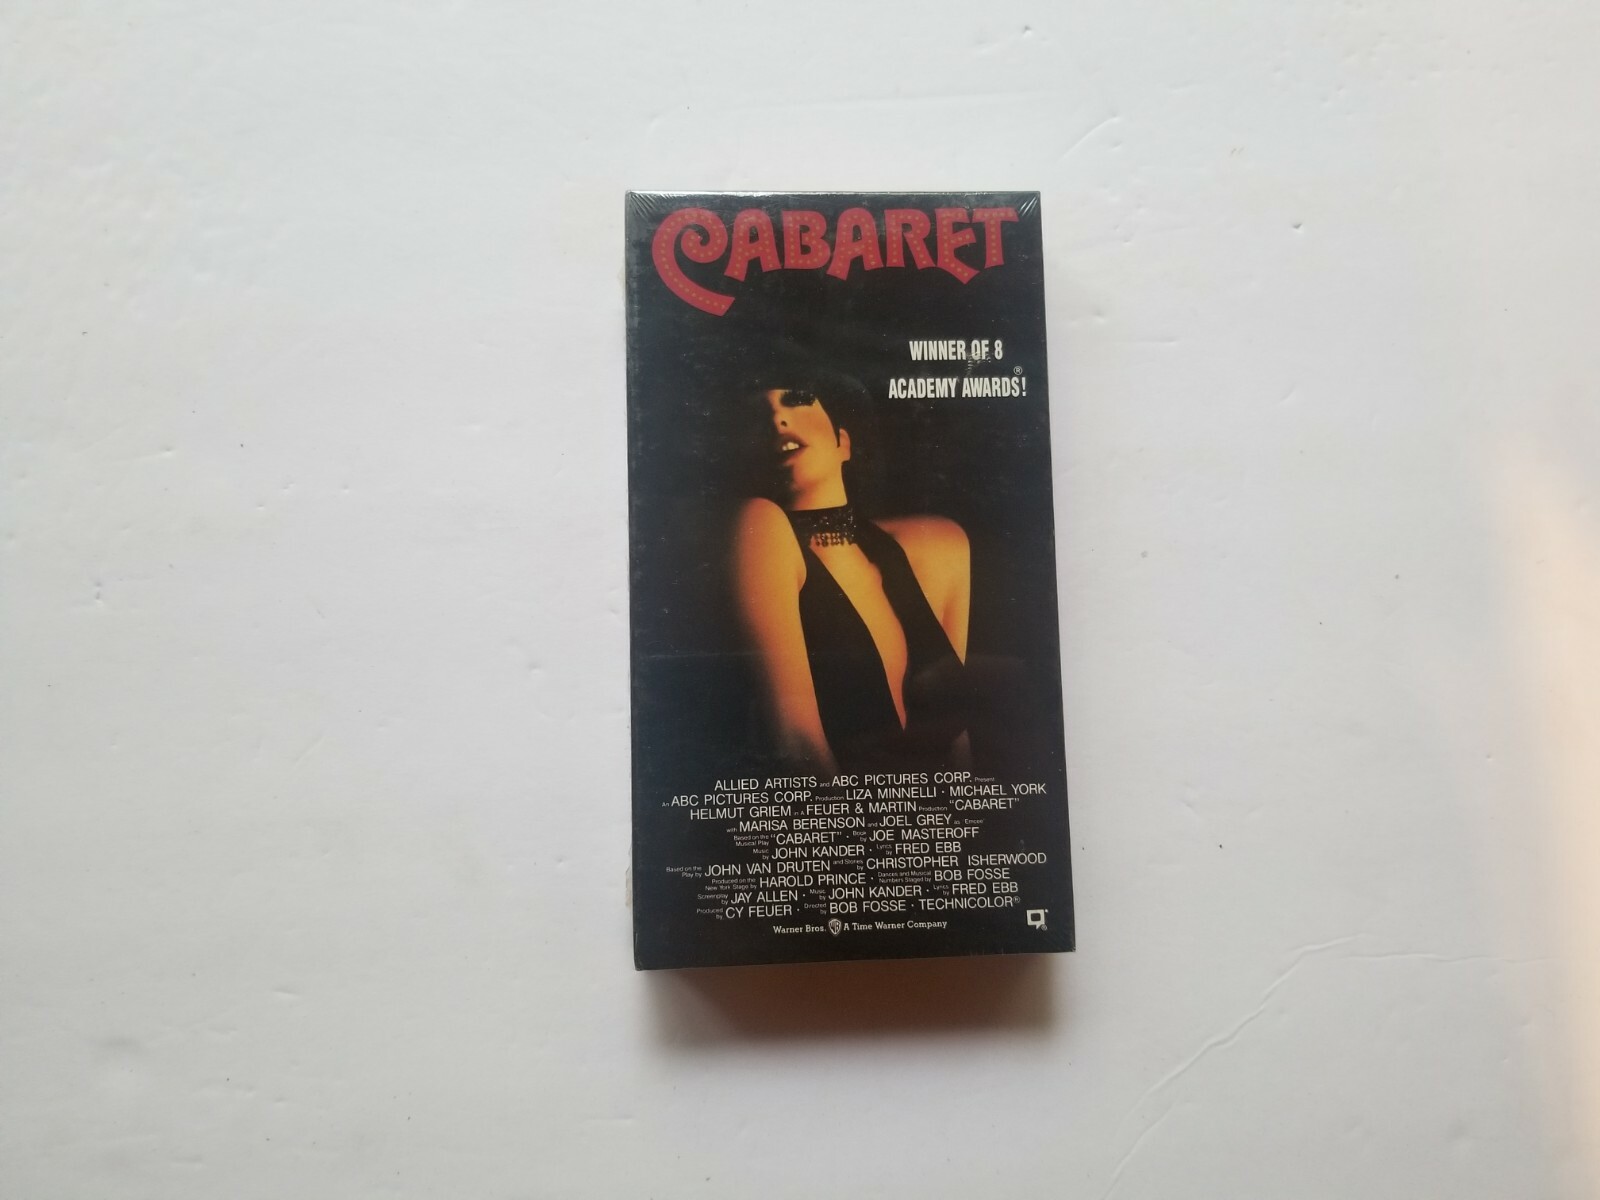 CABARET
WINNER OF 8
ACADEMY AWARDS!®
ALLIED ARTISTS and ABC PICTURES CORP. Present
An ABC PICTURES CORP. Production LIZA MINNELLI · MICHAEL YORK
HELMUT GRIEM in A FEUER & MARTIN Production "CABARET"
with MARISA BERENSON and JOEL GREY as 'Emcee'
Based on the Musical Play "CABARET" · Book by JOE MASTEROFF
Music by JOHN KANDER · Lyrics by FRED EBB
Based on the Play by JOHN VAN DRUTEN and Stories by CHRISTOPHER ISHERWOOD
Produced on the New York Stage by HAROLD PRINCE · Dances and Musical Numbers Staged by BOB FOSSE
Screenplay by JAY ALLEN · Music by JOHN KANDER · Lyrics by FRED EBB
Produced by CY FEUER · Directed by BOB FOSSE · TECHNICOLOR®
Warner Bros. WB A Time Warner Company
®